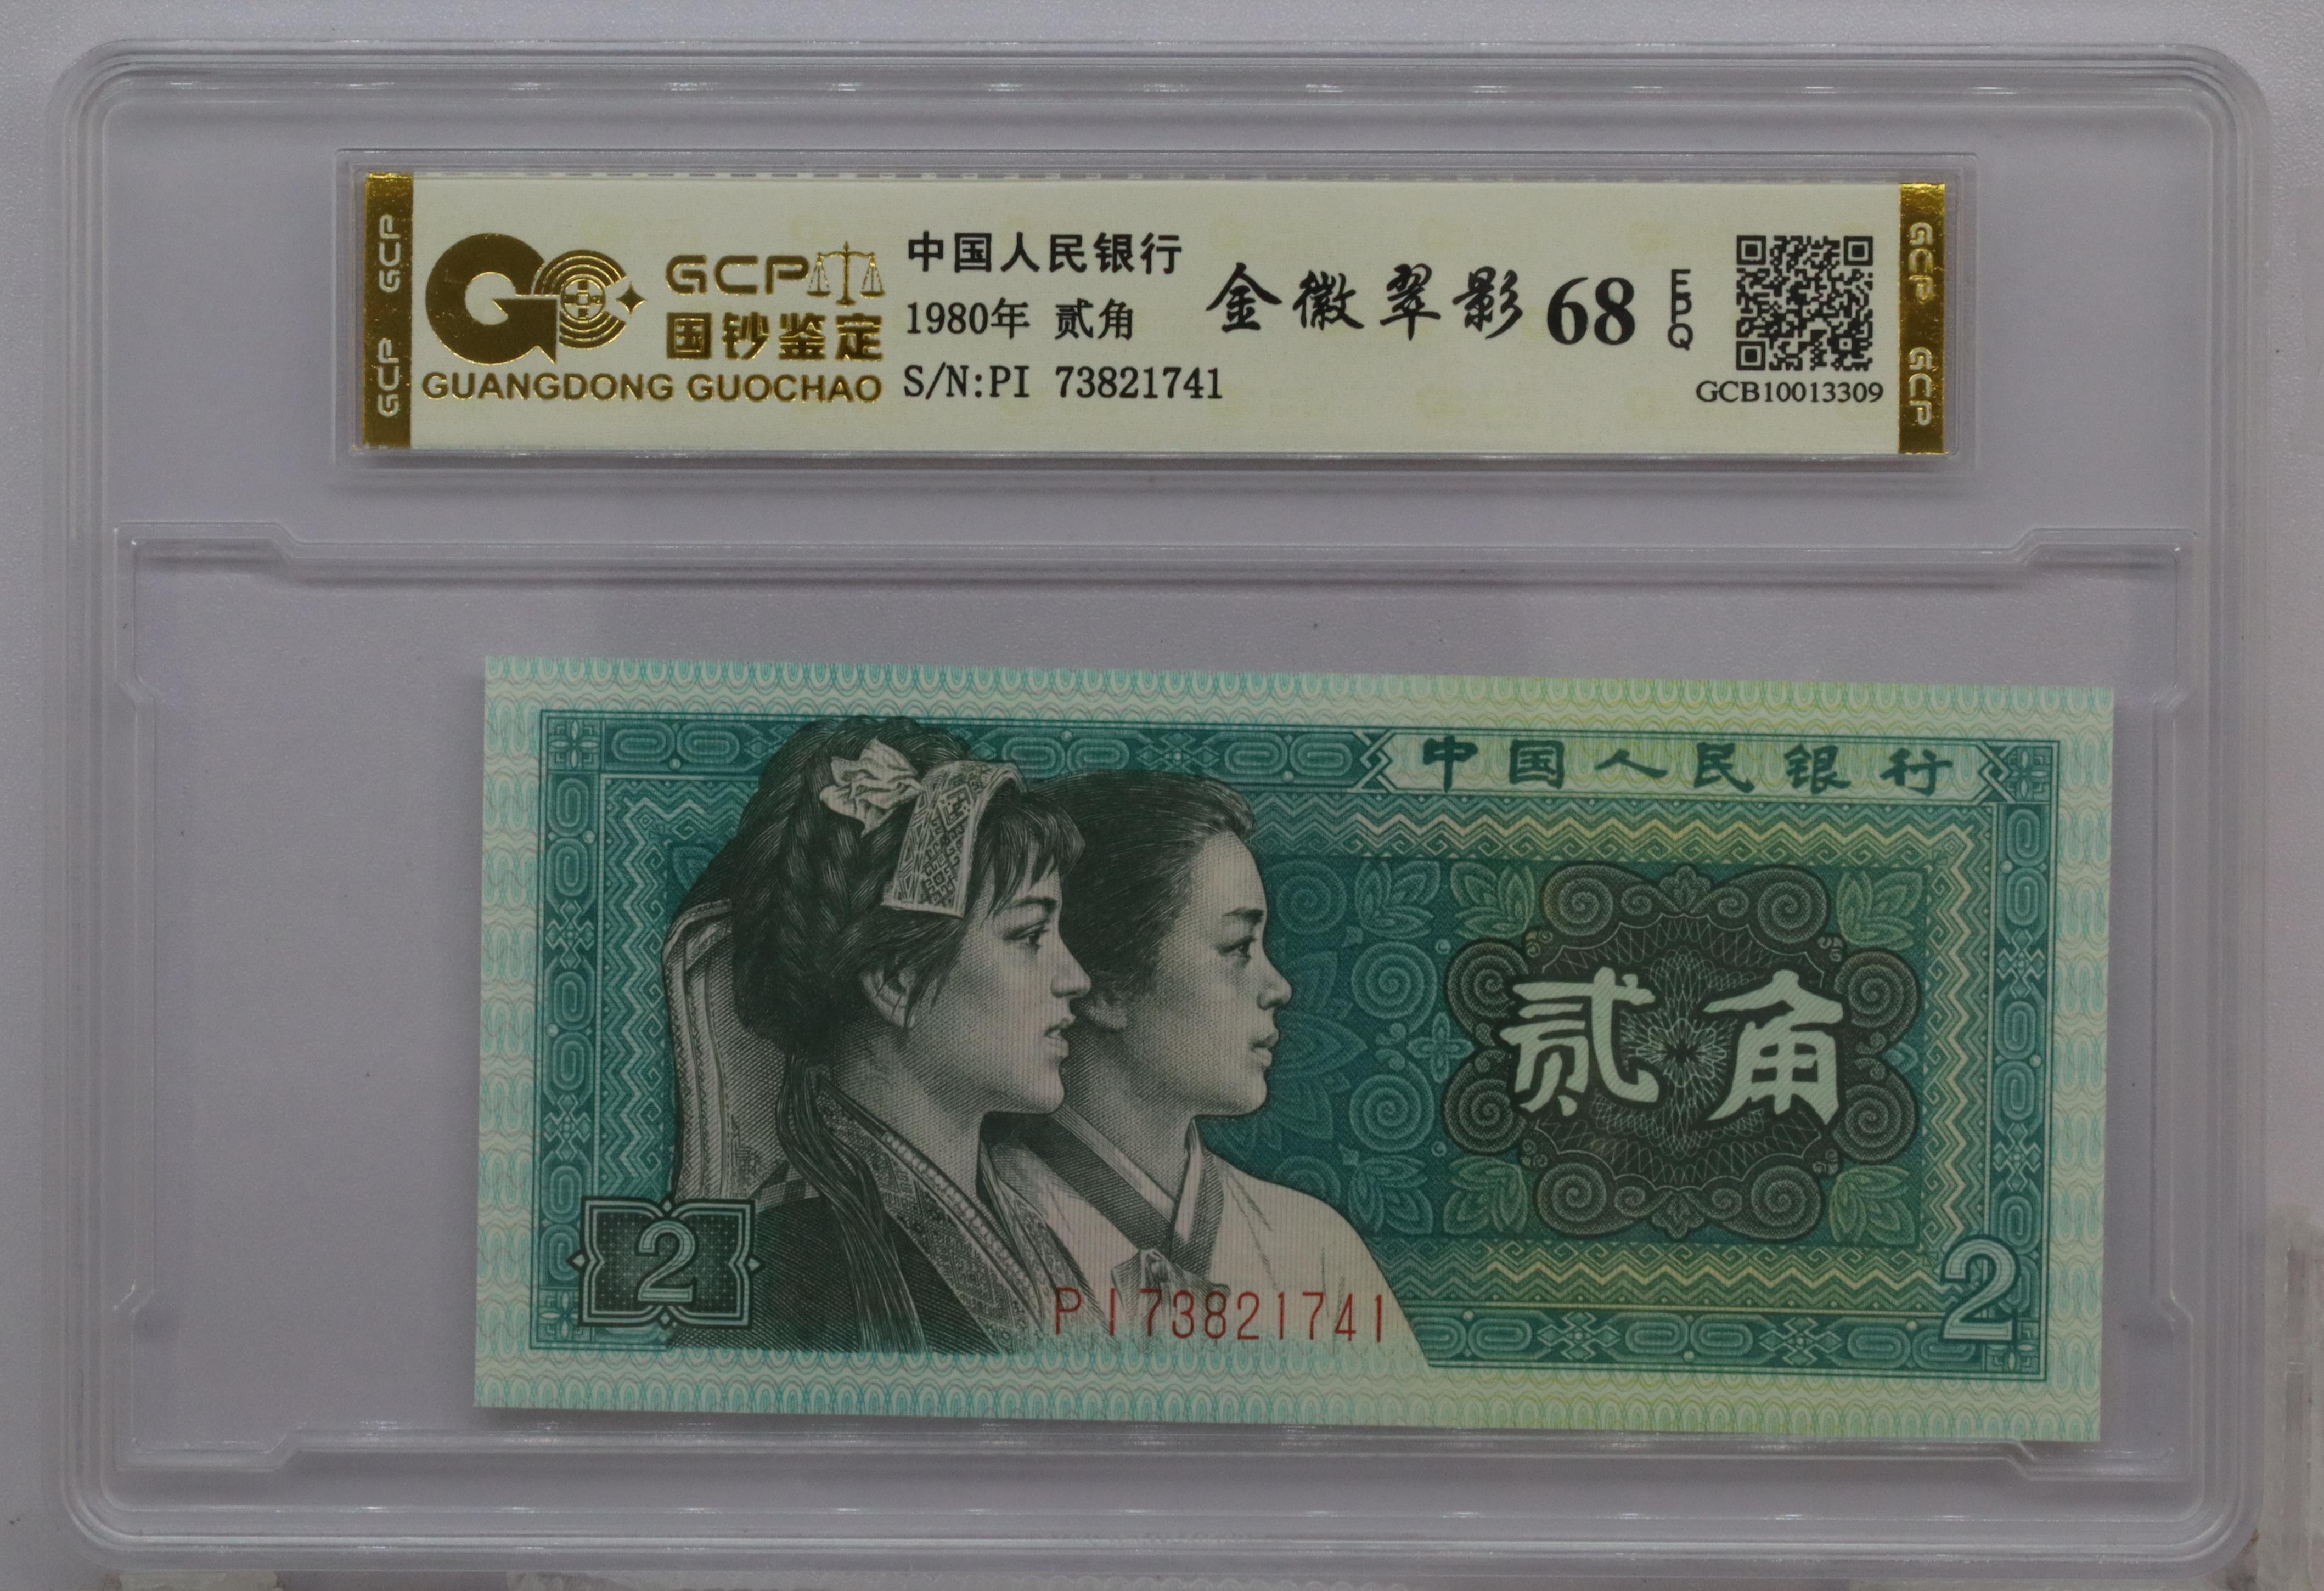 GCP GCP
GCP
国钞鉴定
GUANGDONG GUOCHAO
中国人民银行
1980年 贰角
S/N:PI 73821741
金徽翠影 68 EPQ
GCB10013309
GCP GCP
中国人民银行
贰角
2
PI73821741
2